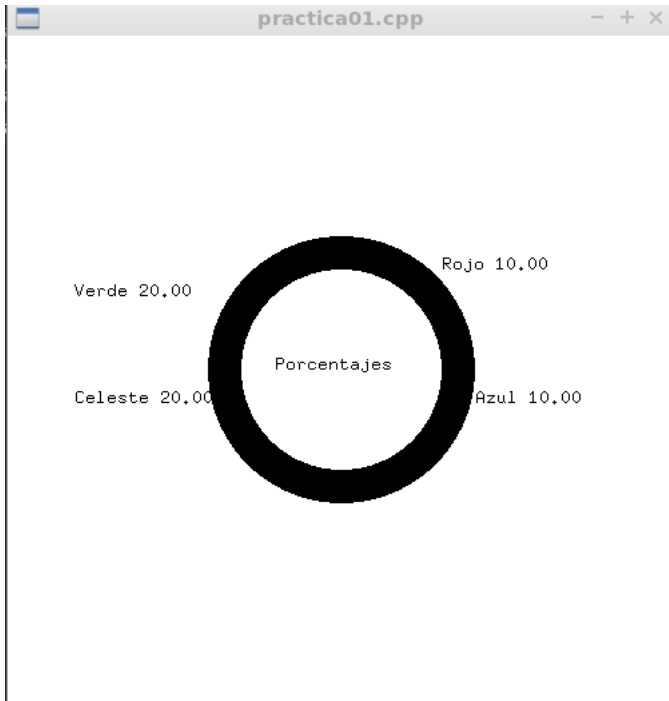 practica01.cpp
Rojo 10.00
Verde 20.00
Porcentajes
Celeste 20.00
Azul 10.00